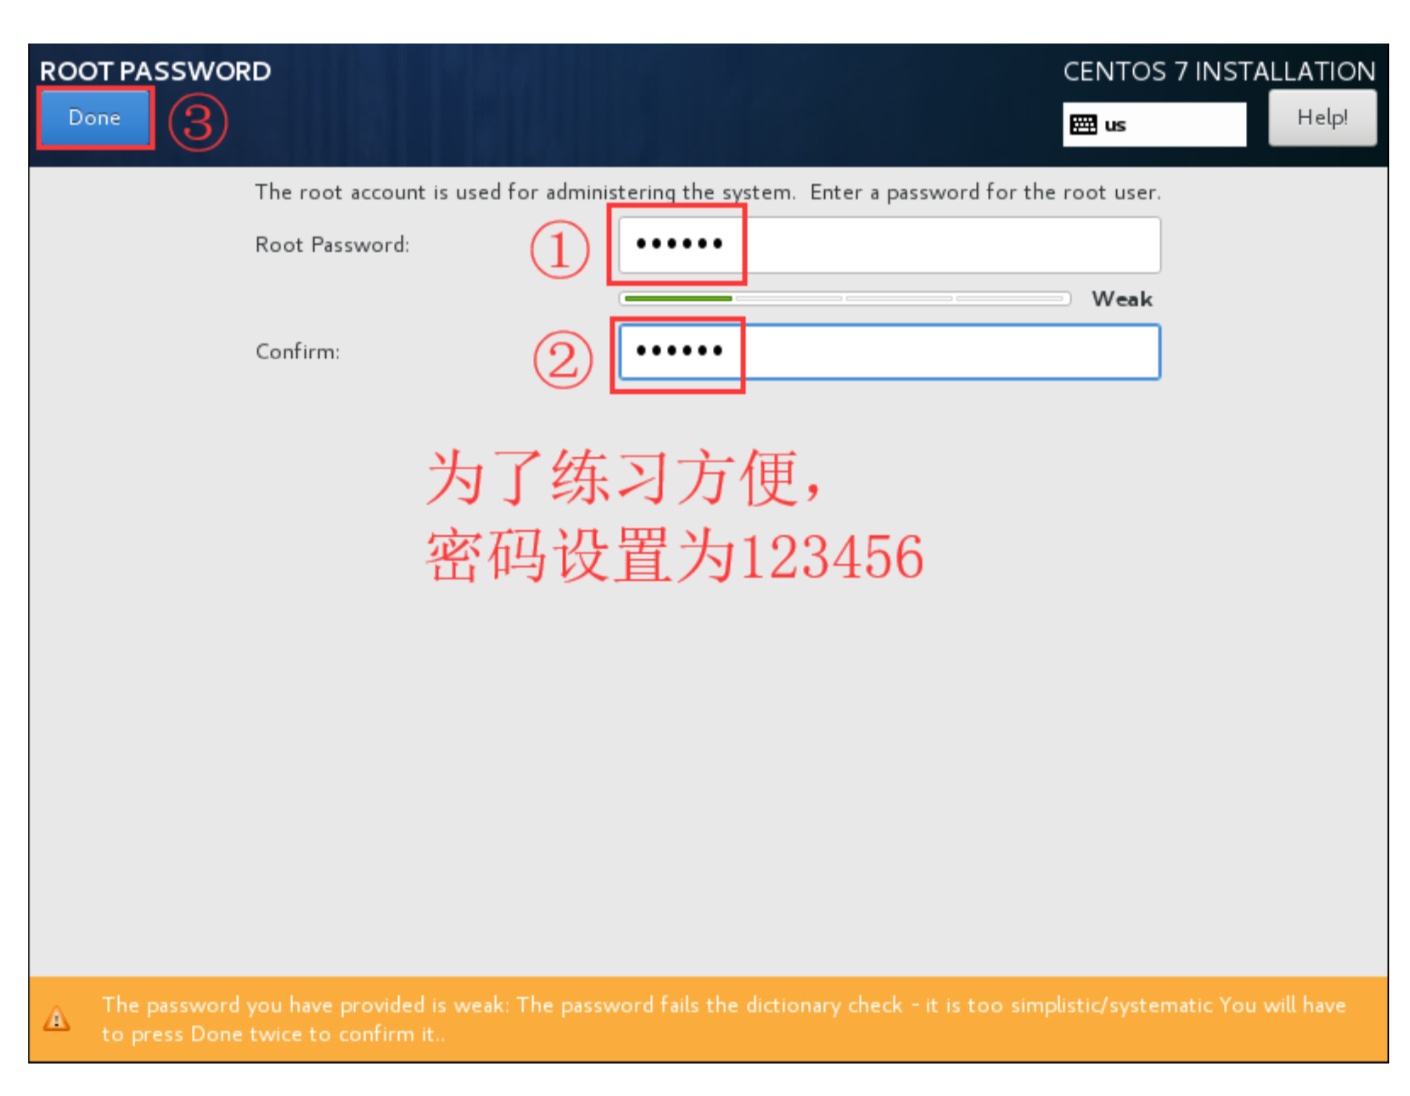 ROOT PASSWORD
CENTOS 7 INSTALLATION
Done
③
us
Help!
The root account is used for administering the system.  Enter a password for the root user.
Root Password:
①
••••••
Weak
Confirm:
②
••••••
为了练习方便，
密码设置为123456
The password you have provided is weak: The password fails the dictionary check - it is too simplistic/systematic You will have
to press Done twice to confirm it..